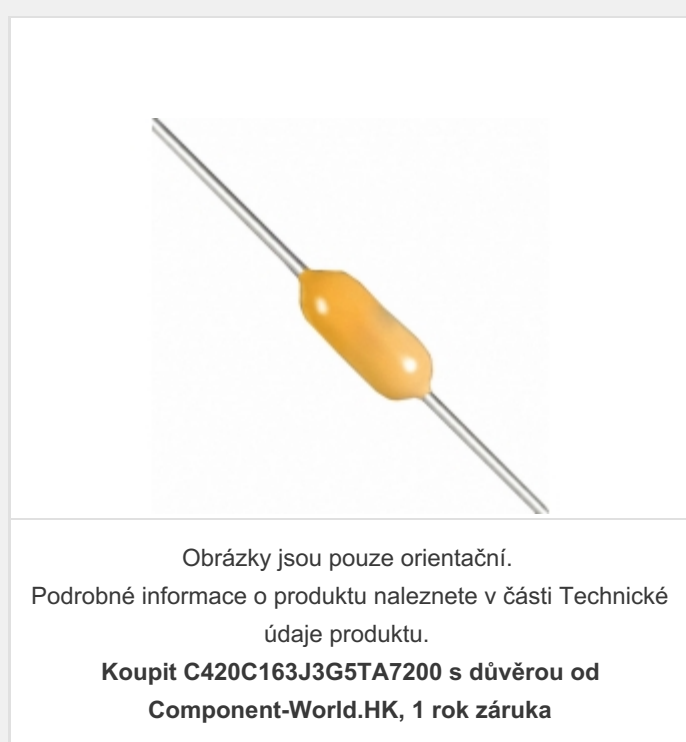 Obrázky jsou pouze orientační.
Podrobné informace o produktu naleznete v části Technické
údaje produktu.
Koupit C420C163J3G5TA7200 s důvěrou od
Component-World.HK, 1 rok záruka